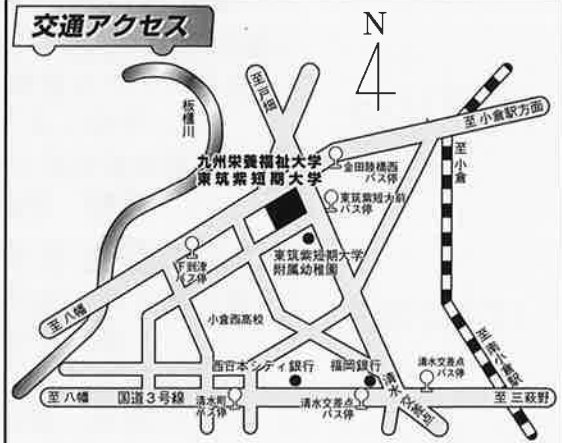 交通アクセス
N
至戸畑
板櫃川
至 小倉駅方面
至 小倉
九州栄養福祉大学
東筑紫短期大学
金田陸橋西
バス停
東筑紫短大前
バス停
下到津
バス停
東筑紫短期大学
附属幼稚園
至 八幡
小倉西高校
西日本シティ銀行
福岡銀行
清水交差点
バス停
至 南小倉駅
至 八幡
国道3号線
清水町
バス停
清水交差点
バス停
清水交差点
至 三萩野